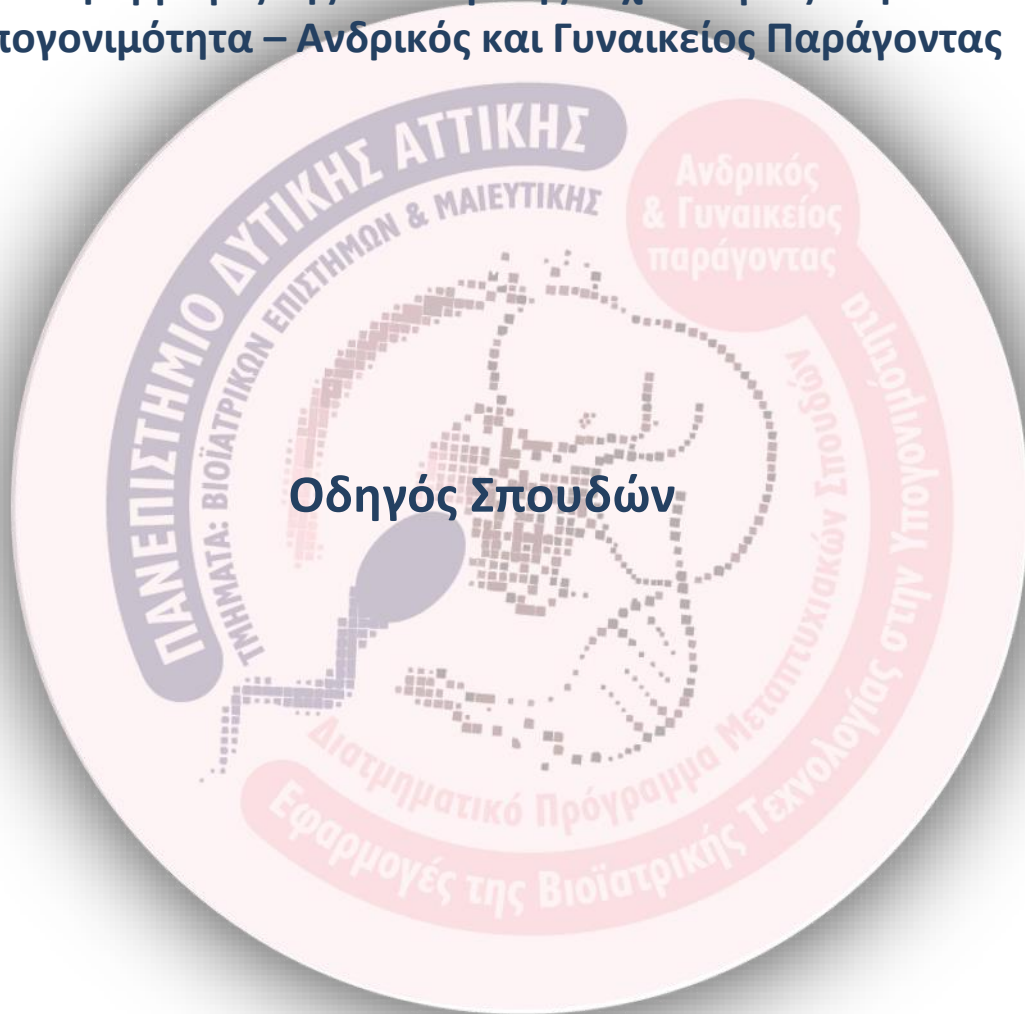 πογονιμότητα – Ανδρικός και Γυναικείος Παράγοντας
ΠΑΝΕΠΙΣΤΗΜΙΟ ΔΥΤΙΚΗΣ ΑΤΤΙΚΗΣ
ΤΜΗΜΑΤΑ: ΒΙΟΪΑΤΡΙΚΩΝ ΕΠΙΣΤΗΜΩΝ & ΜΑΙΕΥΤΙΚΗΣ
Ανδρικός
& Γυναικείος
παράγοντας
Οδηγός Σπουδών
Διατμηματικό Πρόγραμμα Μεταπτυχιακών Σπουδών
Εφαρμογές της Βιοϊατρικής Τεχνολογίας στην Υπογονιμότητα